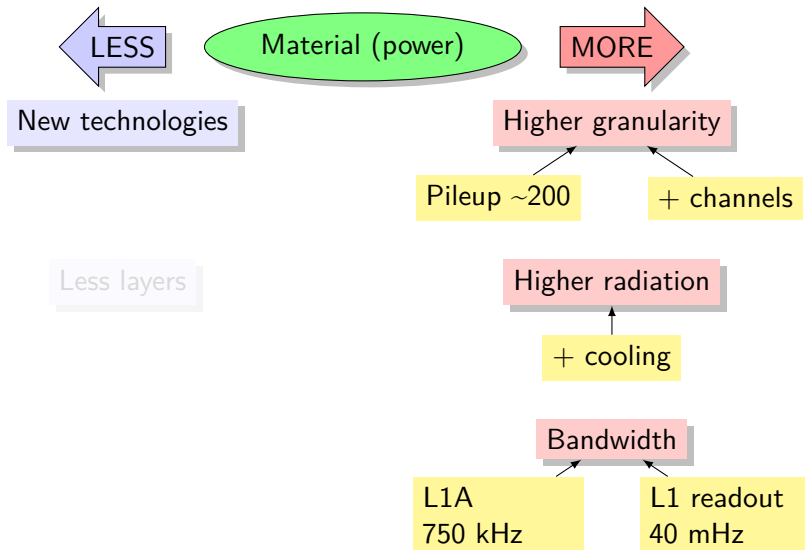 LESS
Material (power)
MORE
New technologies
Higher granularity
Pileup ~200
+ channels
Less layers
Higher radiation
+ cooling
Bandwidth
L1A
750 kHz
L1 readout
40 mHz